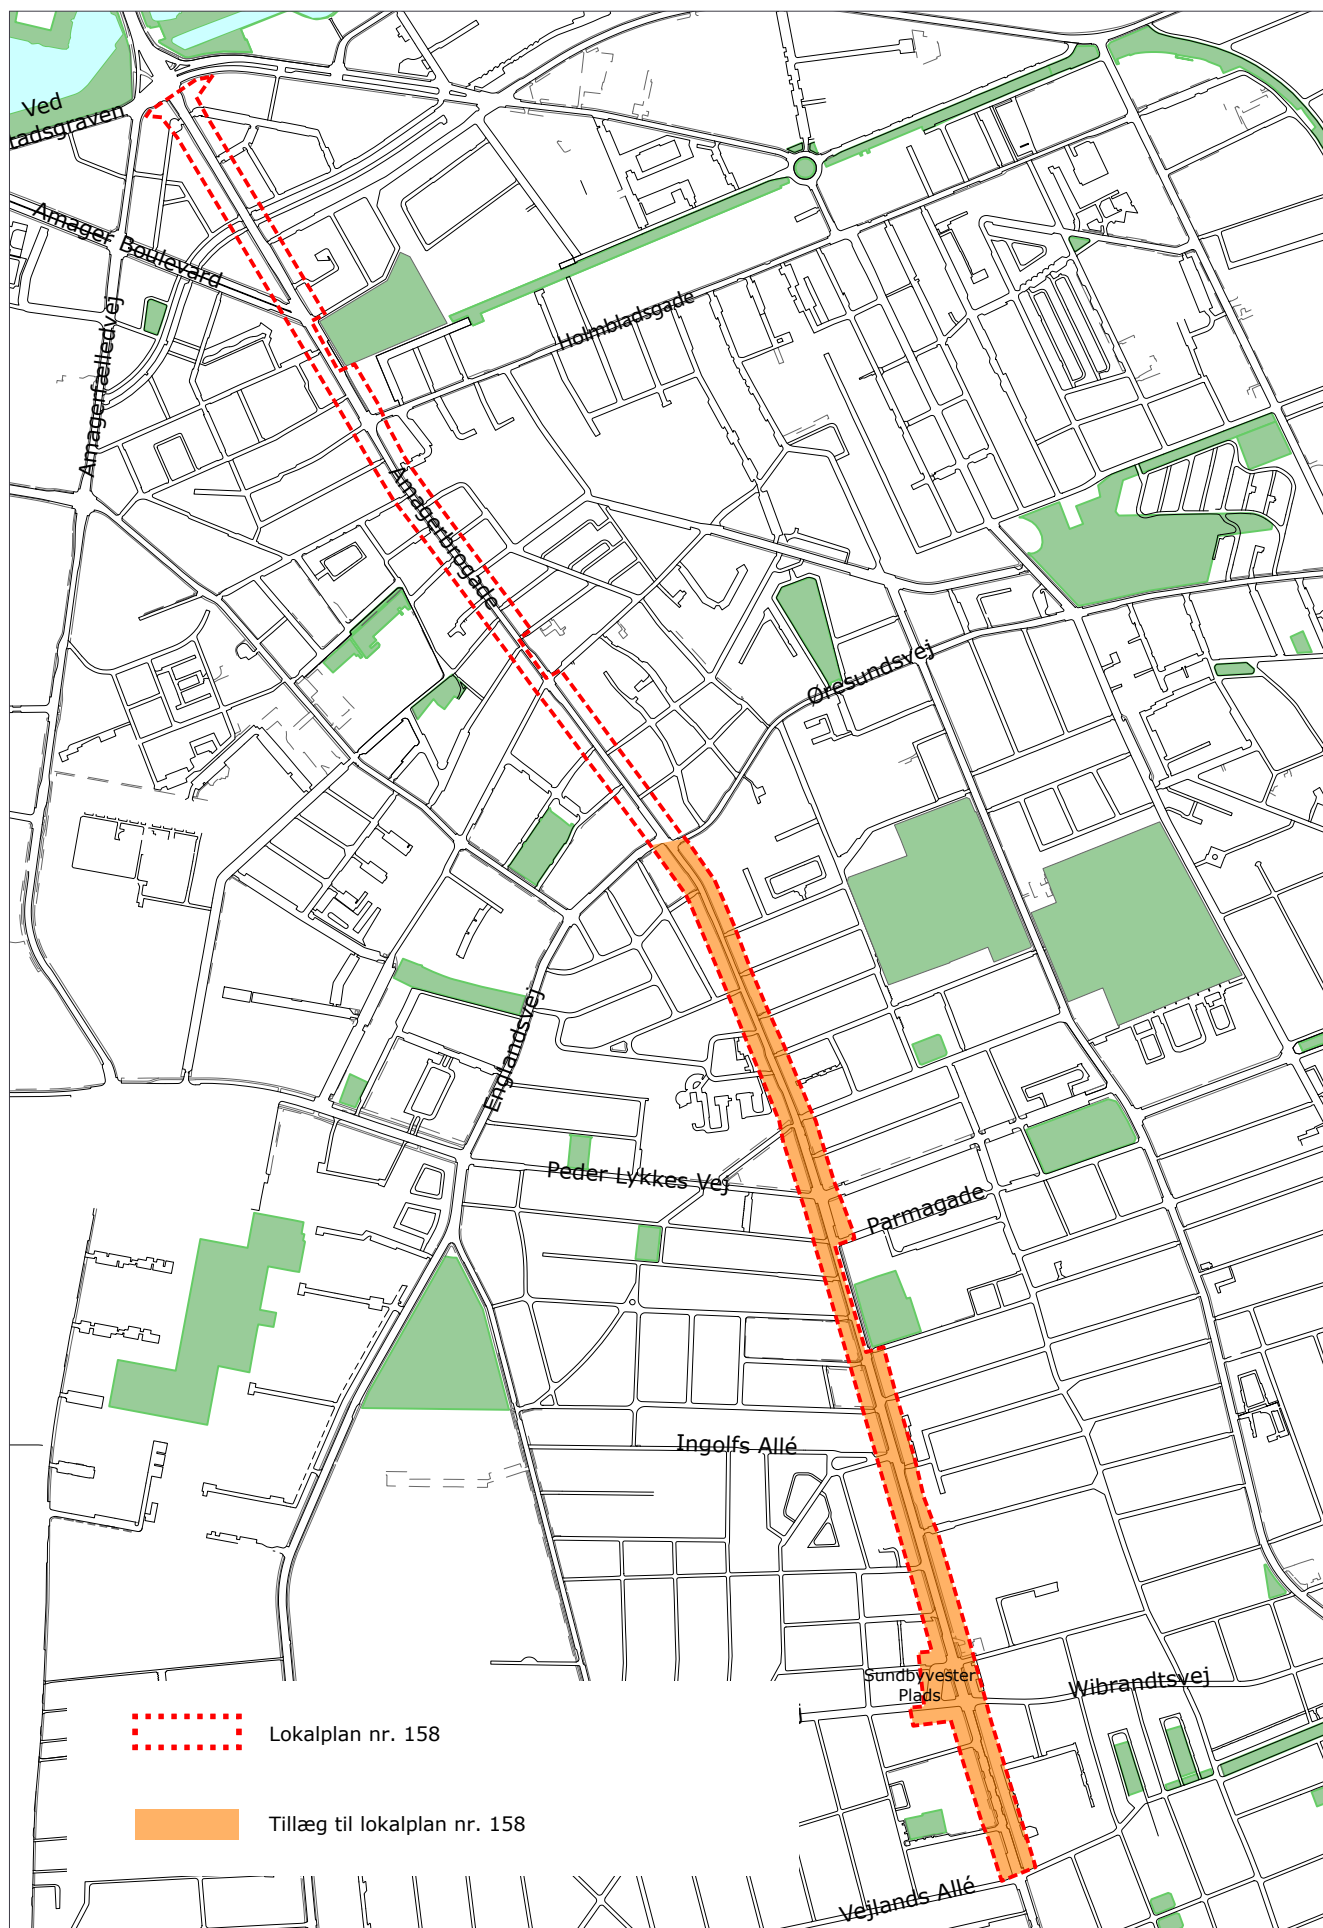 Ved
radsgraven
Amager Boulevard
Amagerfælledvej
Holmbladsgade
Amagerbrogade
Øresundsvej
Englandsvej
Peder Lykkes Vej
Parmagade
Ingolfs Allé
Sundbyvester
Plads
Wibrandtsvej
Lokalplan nr. 158
Tillæg til lokalplan nr. 158
Vejlands Allé